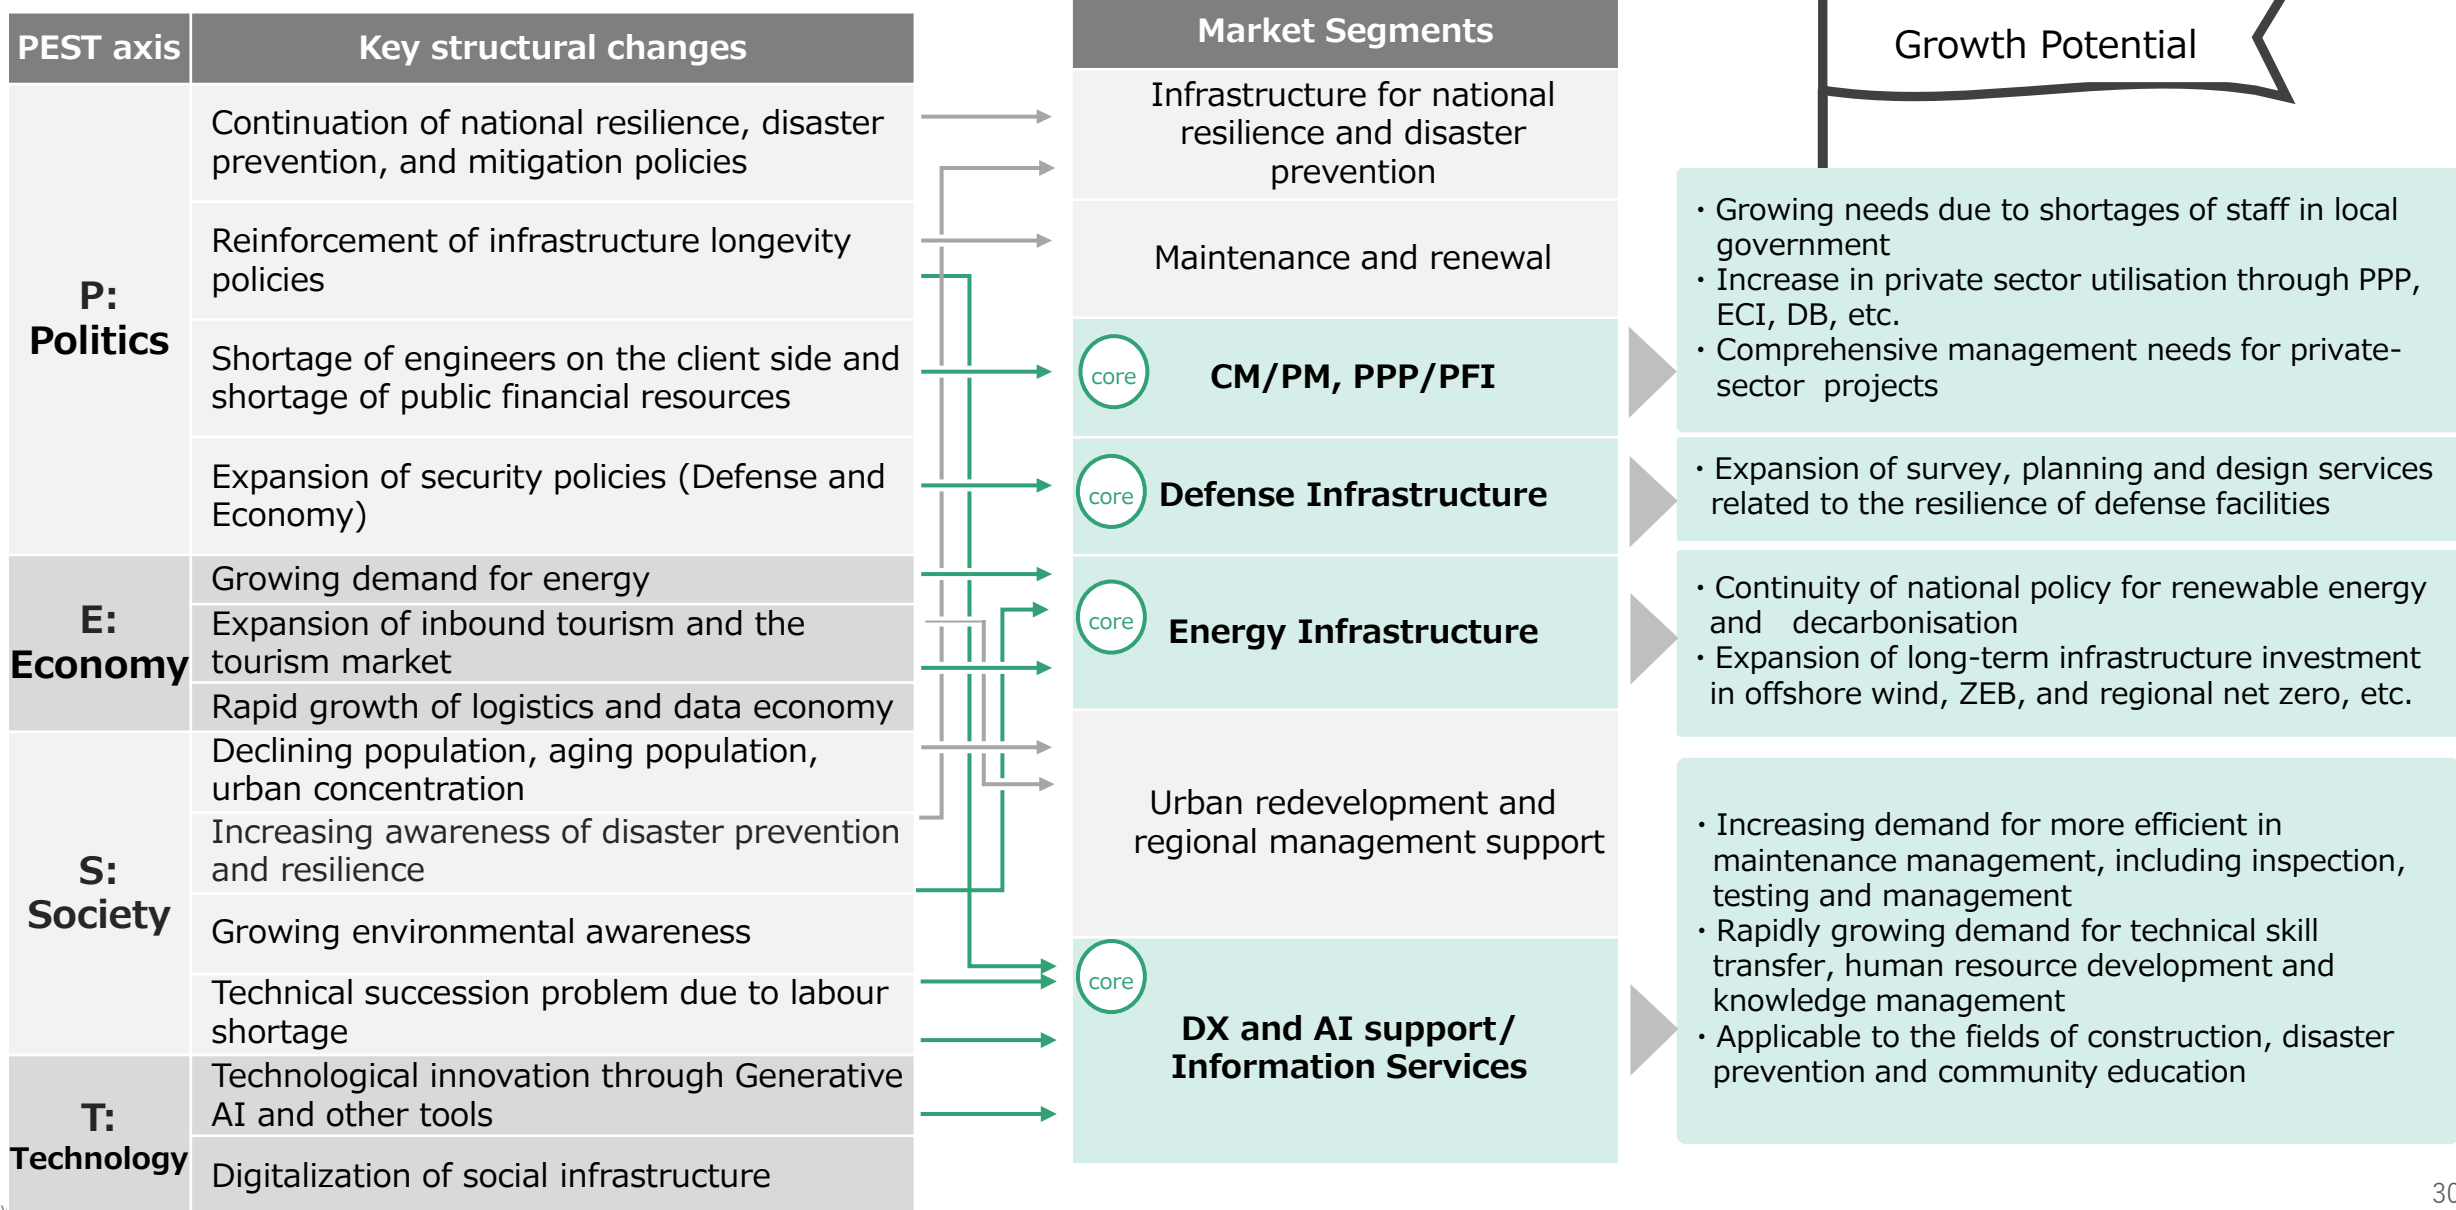 PEST axis
Key structural changes
P:
Politics
Continuation of national resilience, disaster
prevention, and mitigation policies
Reinforcement of infrastructure longevity
policies
Shortage of engineers on the client side and
shortage of public financial resources
Expansion of security policies (Defense and
Economy)
E:
Economy
Growing demand for energy
Expansion of inbound tourism and the
tourism market
Rapid growth of logistics and data economy
S:
Society
Declining population, aging population,
urban concentration
Increasing awareness of disaster prevention
and resilience
Growing environmental awareness
Technical succession problem due to labour
shortage
T:
Technology
Technological innovation through Generative
AI and other tools
Digitalization of social infrastructure
Market Segments
Infrastructure for national
resilience and disaster
prevention
Maintenance and renewal
core
CM/PM, PPP/PFI
core
Defense Infrastructure
core
Energy Infrastructure
Urban redevelopment and
regional management support
core
DX and AI support/
Information Services
Growth Potential
・Growing needs due to shortages of staff in local
government
・Increase in private sector utilisation through PPP,
ECI, DB, etc.
・Comprehensive management needs for private-
sector projects
・Expansion of survey, planning and design services
related to the resilience of defense facilities
・Continuity of national policy for renewable energy
and decarbonisation
・Expansion of long-term infrastructure investment
in offshore wind, ZEB, and regional net zero, etc.
・Increasing demand for more efficient in
maintenance management, including inspection,
testing and management
・Rapidly growing demand for technical skill
transfer, human resource development and
knowledge management
・Applicable to the fields of construction, disaster
prevention and community education
30